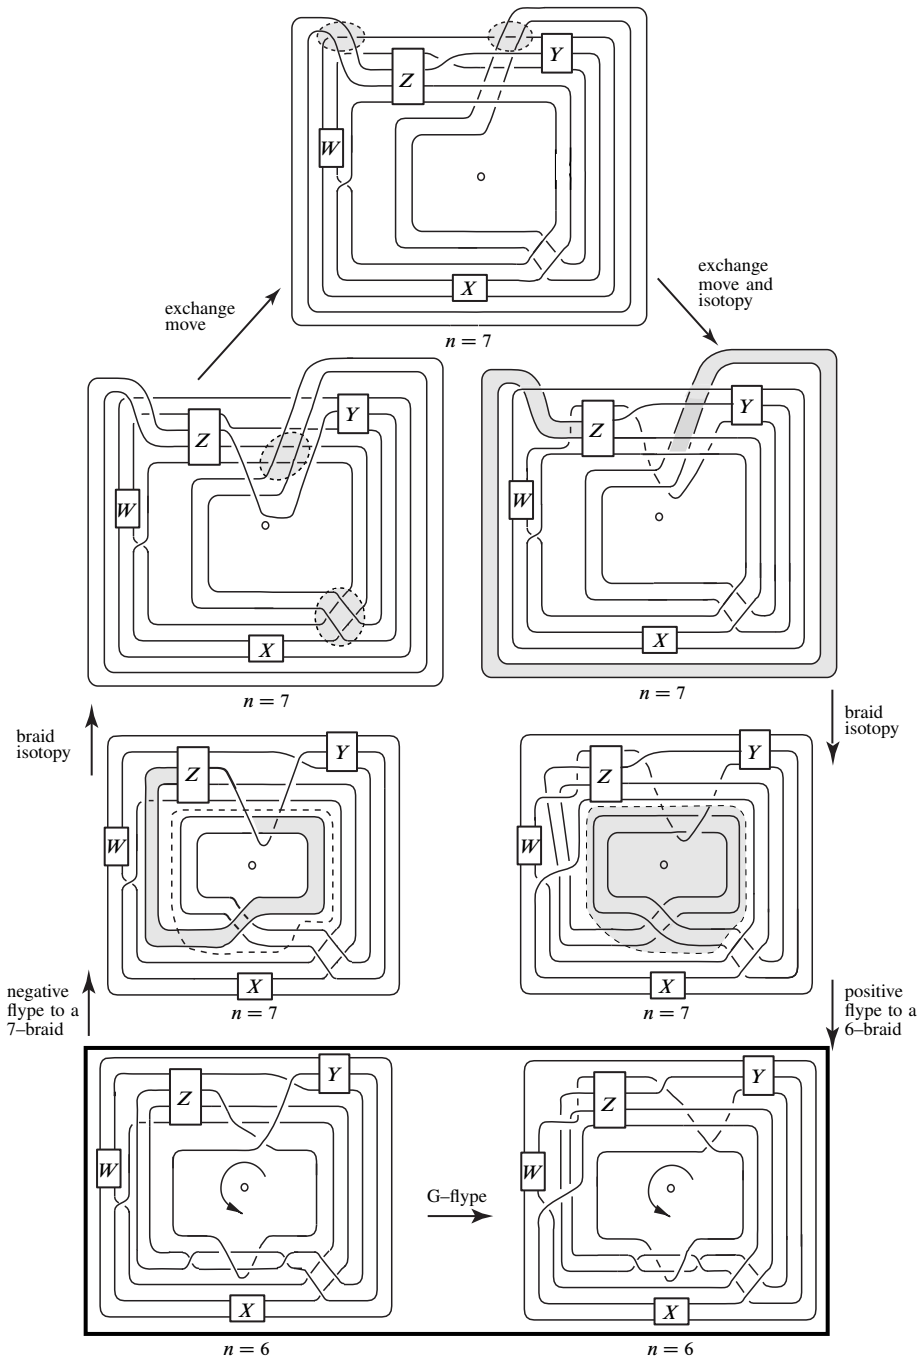 Y
Z
W
X
n = 7
exchange
move
exchange
move and
isotopy
Y
Z
W
X
n = 7
Y
Z
W
X
n = 7
braid
isotopy
braid
isotopy
Y
Z
W
X
n = 7
Y
Z
W
X
n = 7
negative
flype to a
7–braid
positive
flype to a
6–braid
Y
Z
W
X
n = 6
G–flype
Y
Z
W
X
n = 6